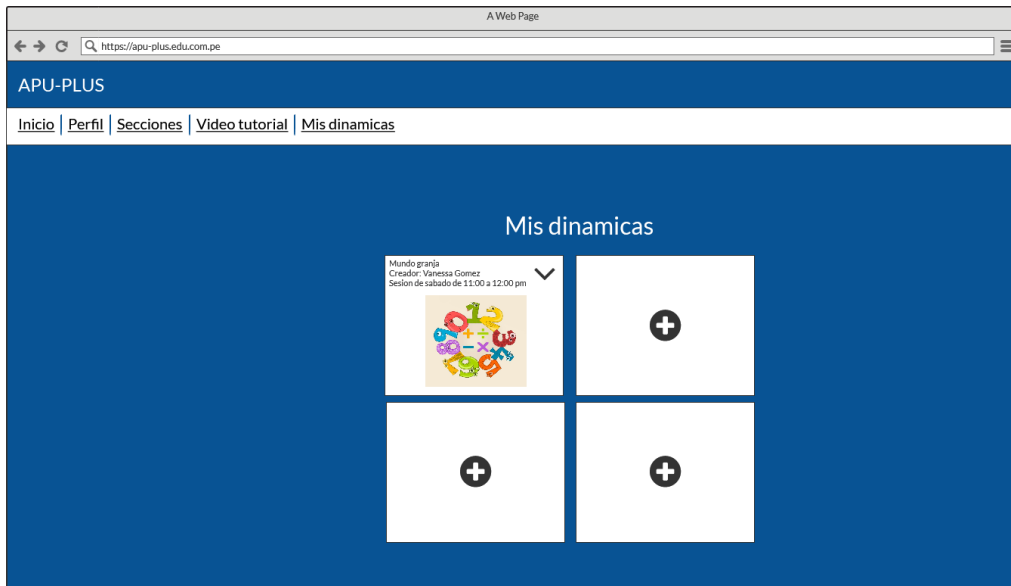 A Web Page
https://apu-plus.edu.com.pe
APU-PLUS
Inicio | Perfil | Secciones | Video tutorial | Mis dinamicas
Mis dinamicas
Mundo granja
Creador: Vanessa Gomez
Sesion de sabado de 11:00 a 12:00 pm